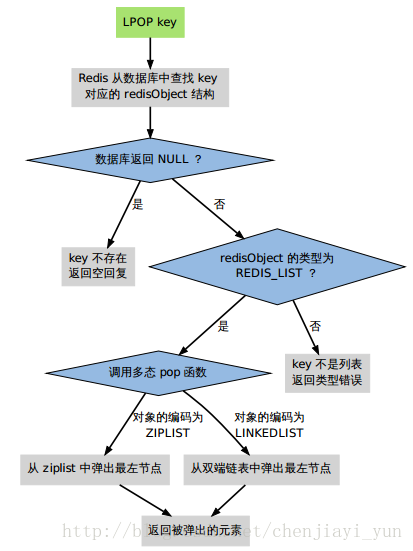 LPOP key
Redis 从数据库中查找 key
对应的 redisObject 结构
数据库返回 NULL ？
是
否
key 不存在
返回空回复
redisObject 的类型为
REDIS_LIST ？
是
否
key 不是列表
返回类型错误
调用多态 pop 函数
对象的编码为
ZIPLIST
对象的编码为
LINKEDLIST
从 ziplist 中弹出最左节点
从双端链表中弹出最左节点
返回被弹出的元素
http://b et/chenjiayi_yun